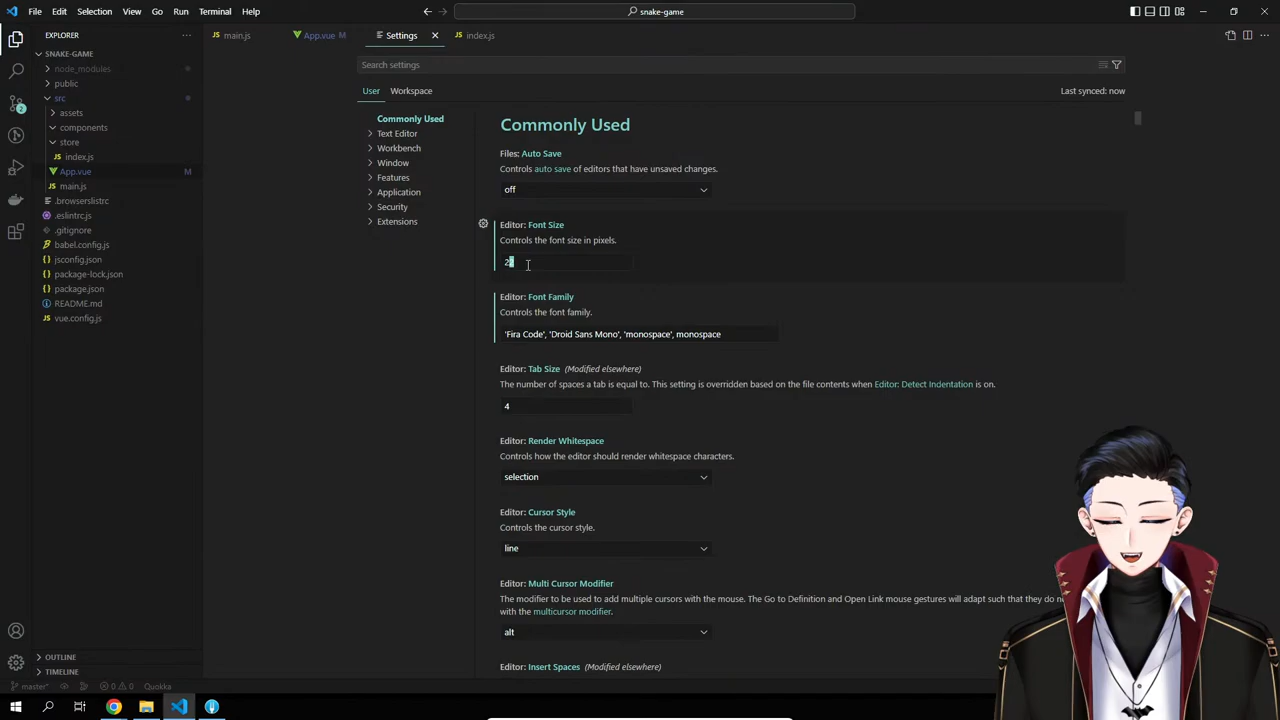 File Edit Selection View Go Run Terminal Help
snake-game
EXPLORER
main.js
App.vue M
Settings
index.js
SNAKE-GAME
node_modules
public
src
assets
components
store
index.js
App.vue M
main.js
.browserslistrc
.eslintrc.js
.gitignore
babel.config.js
jsconfig.json
package-lock.json
package.json
README.md
vue.config.js
OUTLINE
TIMELINE
Search settings
User Workspace
Last synced: now
Commonly Used
Text Editor
Workbench
Window
Features
Application
Security
Extensions
Commonly Used
Files: Auto Save
Controls auto save of editors that have unsaved changes.
off
Editor: Font Size
Controls the font size in pixels.
Editor: Font Family
Controls the font family.
'Fira Code', 'Droid Sans Mono', 'monospace', monospace
Editor: Tab Size (Modified elsewhere)
The number of spaces a tab is equal to. This setting is overridden based on the file contents when Editor: Detect Indentation is on.
4
Editor: Render Whitespace
Controls how the editor should render whitespace characters.
selection
Editor: Cursor Style
Controls the cursor style.
line
Editor: Multi Cursor Modifier
The modifier to be used to add multiple cursors with the mouse. The Go to Definition and Open Link mouse gestures will adapt such that they do
with the multicursor modifier.
alt
Editor: Insert Spaces (Modified elsewhere)
master*
0 0
Quokka